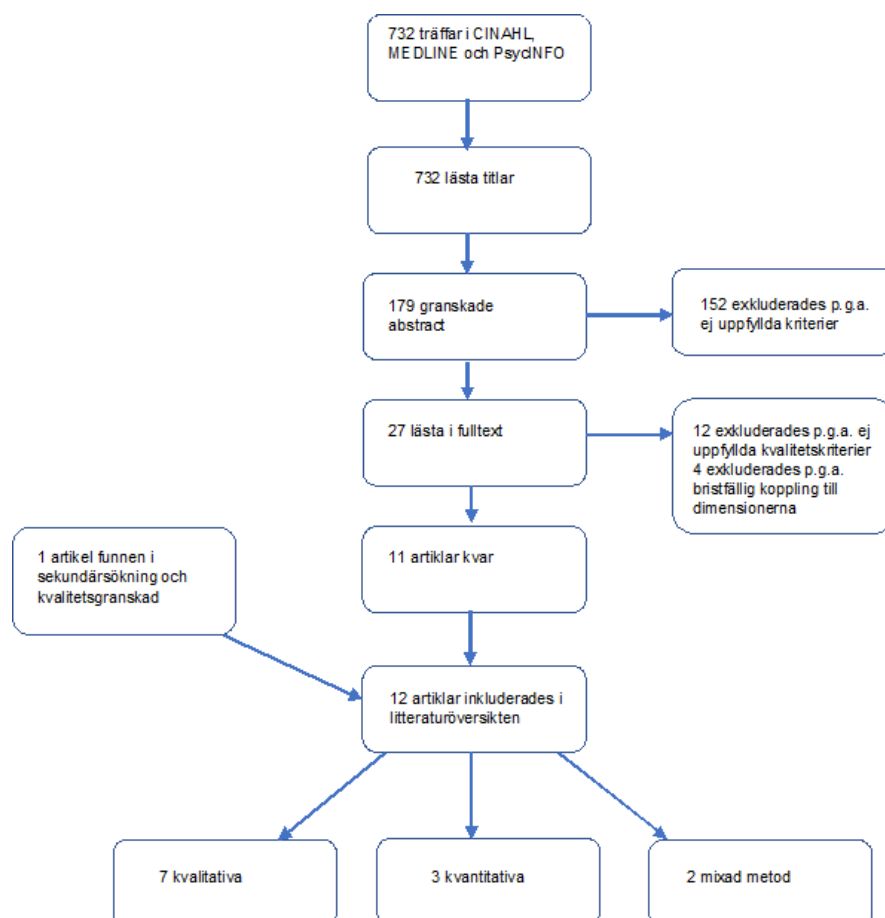 732 träffar i CINAHL,
MEDLINE och PsycINFO
732 lästa titlar
179 granskade
abstract
152 exkluderades p.g.a.
ej uppfyllda kriterier
27 lästa i fulltext
12 exkluderades p.g.a. ej
uppfyllda kvalitetskriterier
4 exkluderades p.g.a.
bristfällig koppling till
dimensionerna
11 artiklar kvar
1 artikel funnen i
sekundärsökning och
kvalitetsgranskad
12 artiklar inkluderades i
litteraturöversikten
7 kvalitativa
3 kvantitativa
2 mixad metod